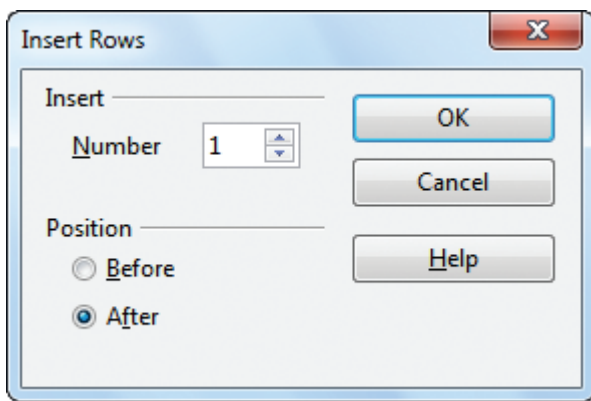 Insert Rows
Insert
Number 1
Position
Before
After
OK
Cancel
Help